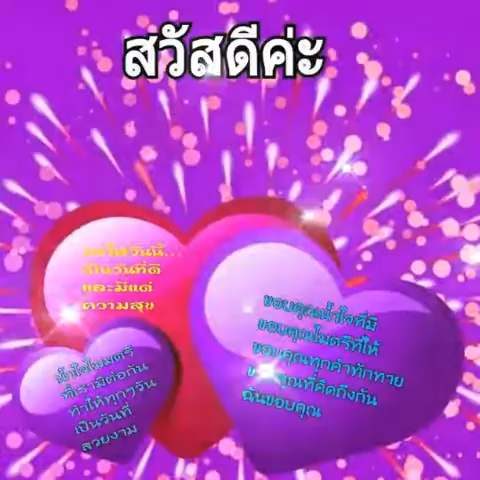 สวัสดีค่ะ
ขอให้วันนี้...
เป็นวันที่ดี
และมีแต่
ความสุข
ขอบคุณน้ำใจที่มี
ขอบคุณไมตรีที่ให้
ขอบคุณทุกคำทักทาย
ขอบคุณที่คิดถึงกัน
ฉันขอบคุณ
น้ำใจไมตรี
ที่เรามีต่อกัน
ทำให้ทุกๆวัน
เป็นวันที่
สวยงาม